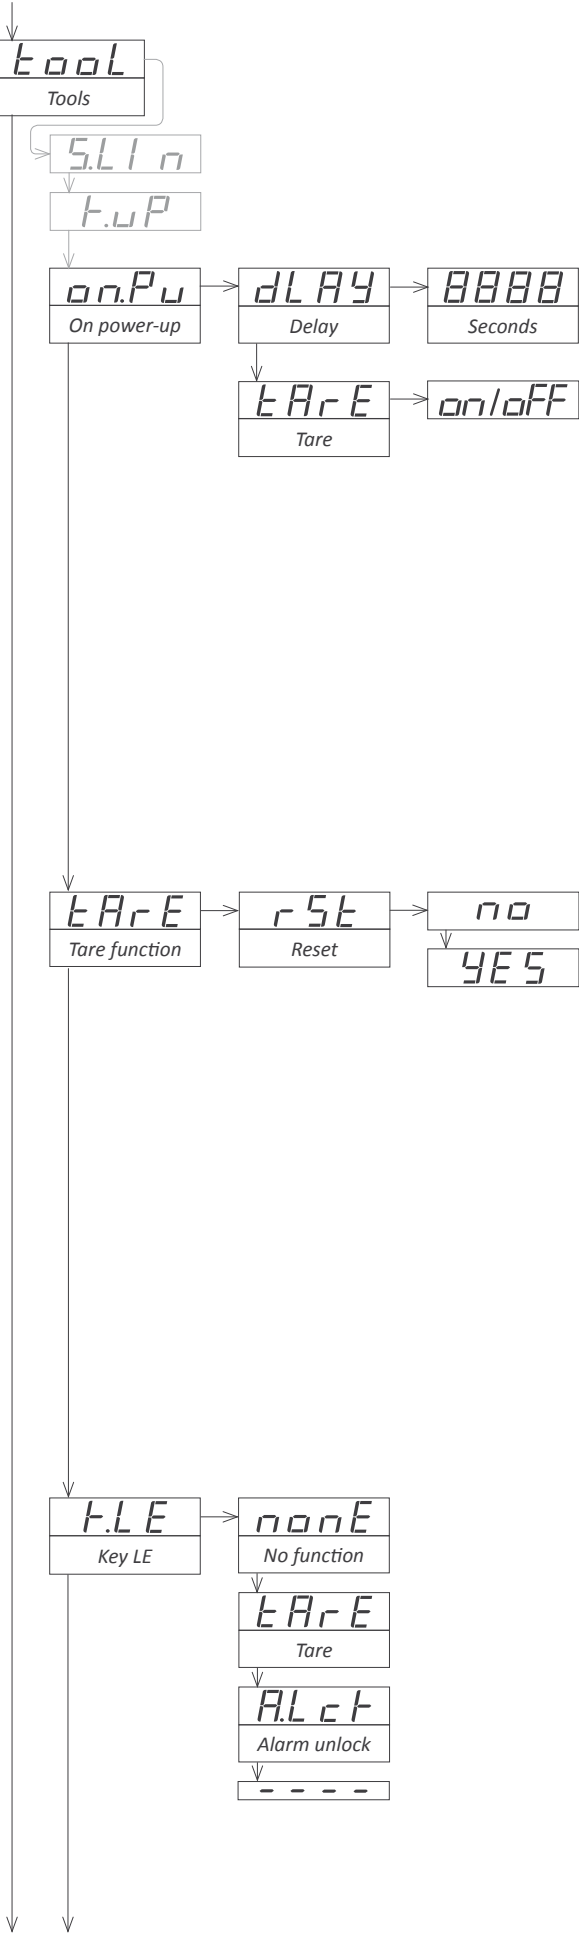 tool
Tools
S.LIn
k.uP
on.Pu
dLAY
8888
On power-up
Delay
Seconds
tArE
on/oFF
Tare
tArE
rSt
no
Tare function
Reset
YES
k.LE
nonE
Key LE
No function
tArE
Tare
A.Lck
Alarm unlock
----